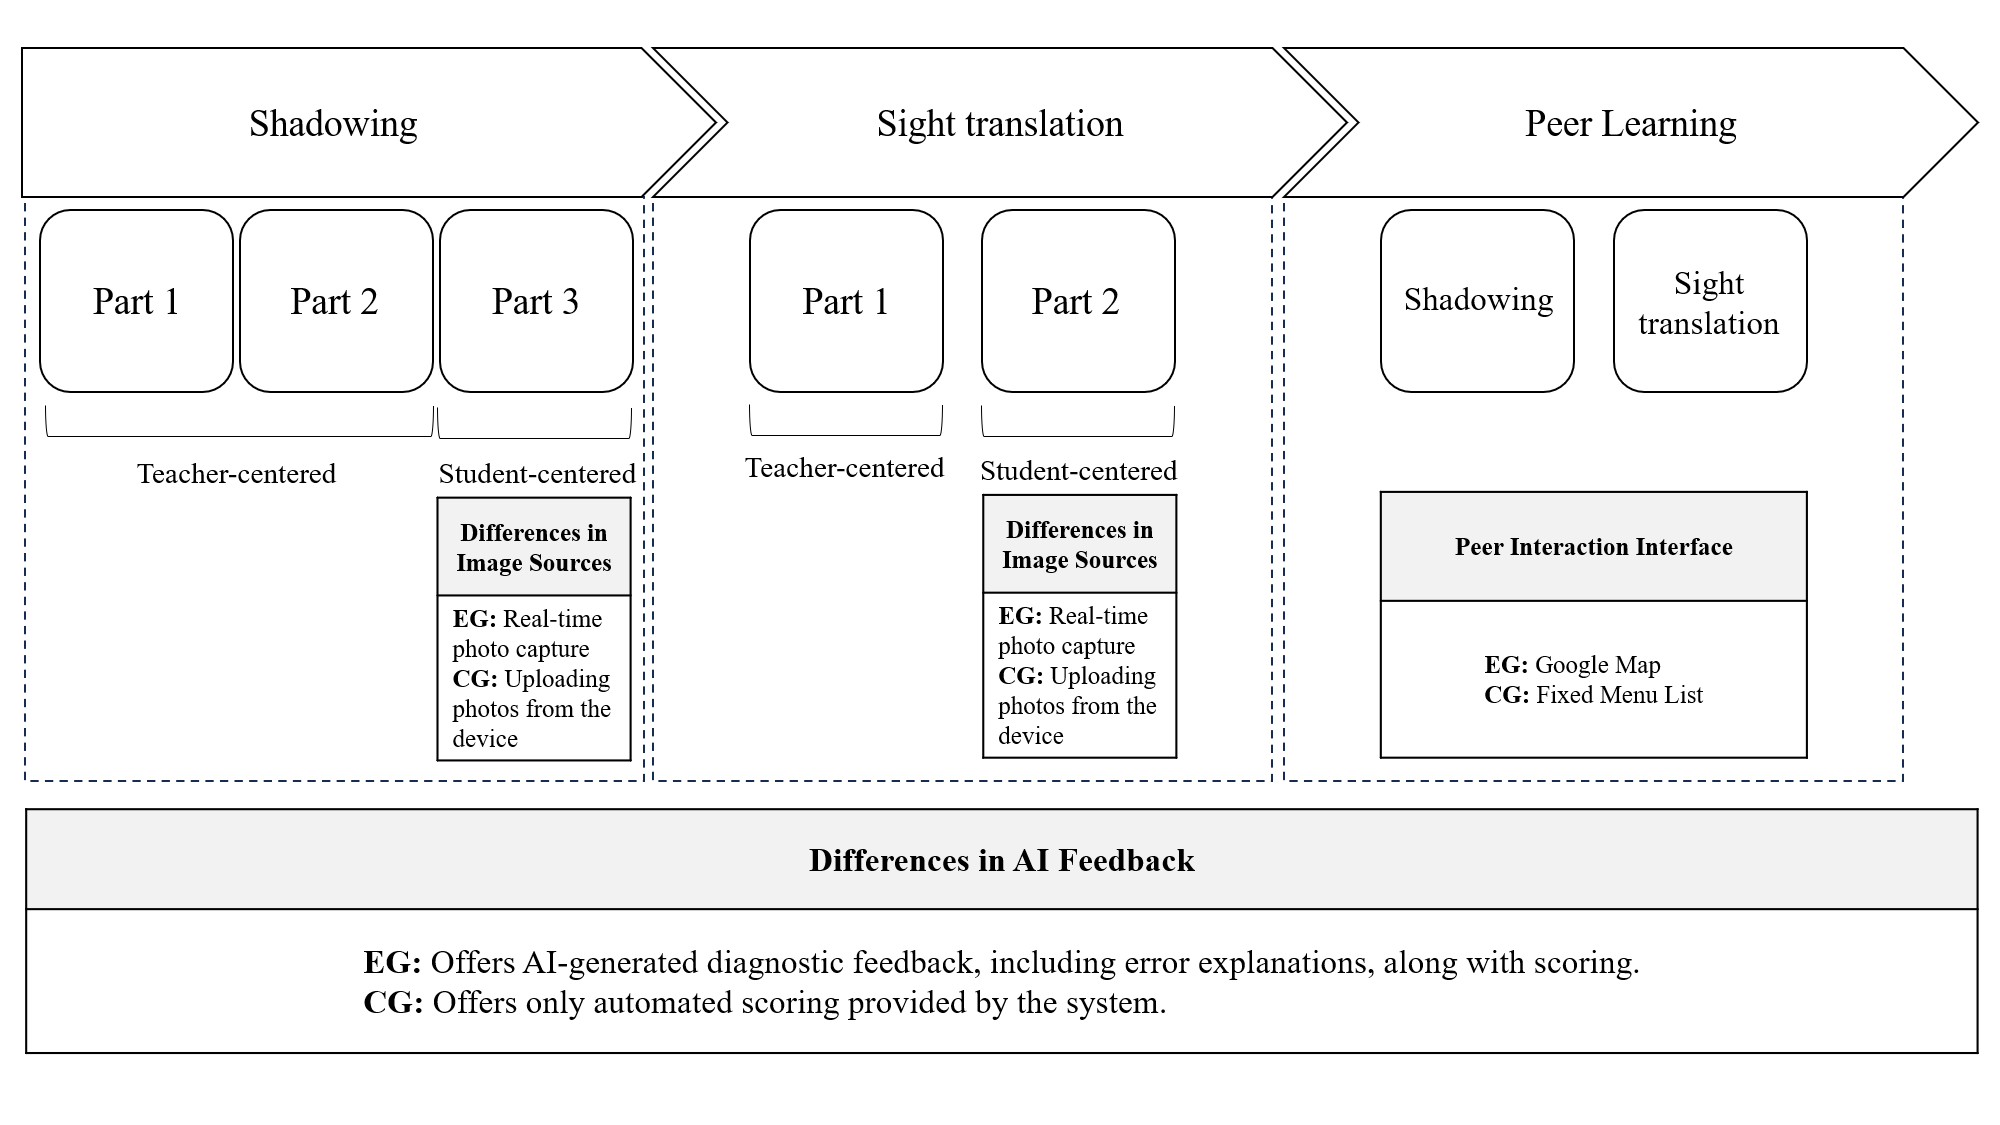 Shadowing
Sight translation
Peer Learning
Part 1
Part 2
Part 3
Teacher-centered
Student-centered
Differences in
Image Sources
EG: Real-time
photo capture
CG: Uploading
photos from the
device
Part 1
Part 2
Teacher-centered
Student-centered
Differences in
Image Sources
EG: Real-time
photo capture
CG: Uploading
photos from the
device
Shadowing
Sight
translation
Peer Interaction Interface
EG: Google Map
CG: Fixed Menu List
Differences in AI Feedback
EG: Offers AI-generated diagnostic feedback, including error explanations, along with scoring.
CG: Offers only automated scoring provided by the system.